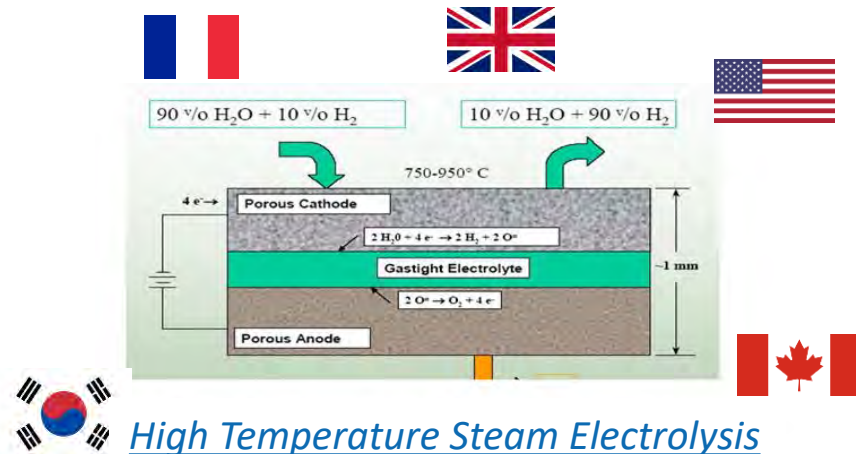 90 v/o H₂O + 10 v/o H₂
10 v/o H₂O + 90 v/o H₂
750-950° C
4 e⁻→
Porous Cathode
2 H₂0 + 4 e⁻ → 2 H₂ + 2 O⁼
Gastight Electrolyte
~1 mm
2 O⁼ → O₂ + 4 e⁻
Porous Anode
High Temperature Steam Electrolysis